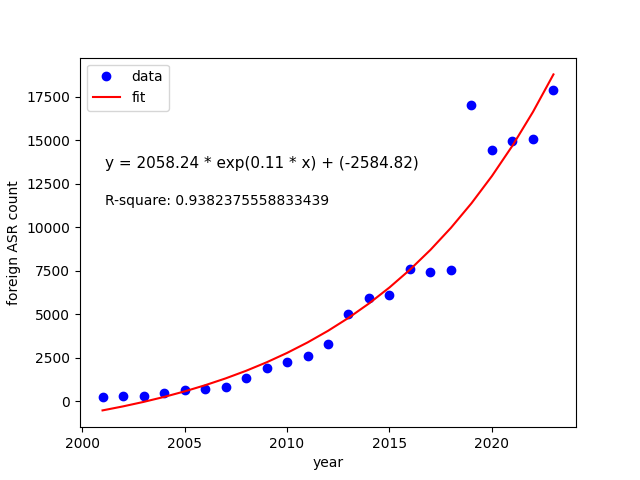 data
fit
y = 2058.24 * exp(0.11 * x) + (-2584.82)
R-square: 0.9382375558833439
foreign ASR count
17500
15000
12500
10000
7500
5000
2500
0
2000 2005 2010 2015 2020
year